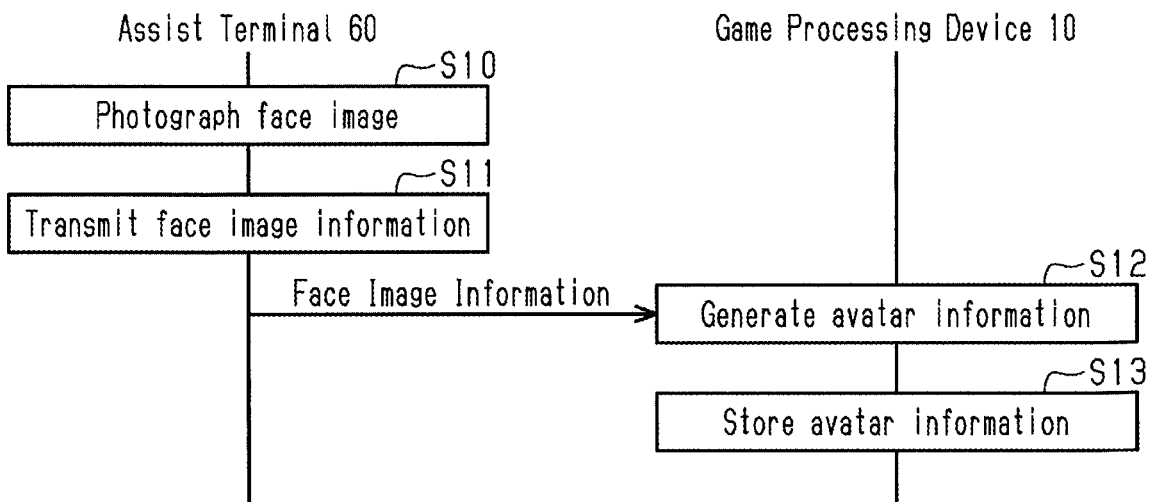 Assist Terminal 60
Game Processing Device 10
S10
Photograph face image
S11
Transmit face image information
Face Image Information
S12
Generate avatar information
S13
Store avatar information